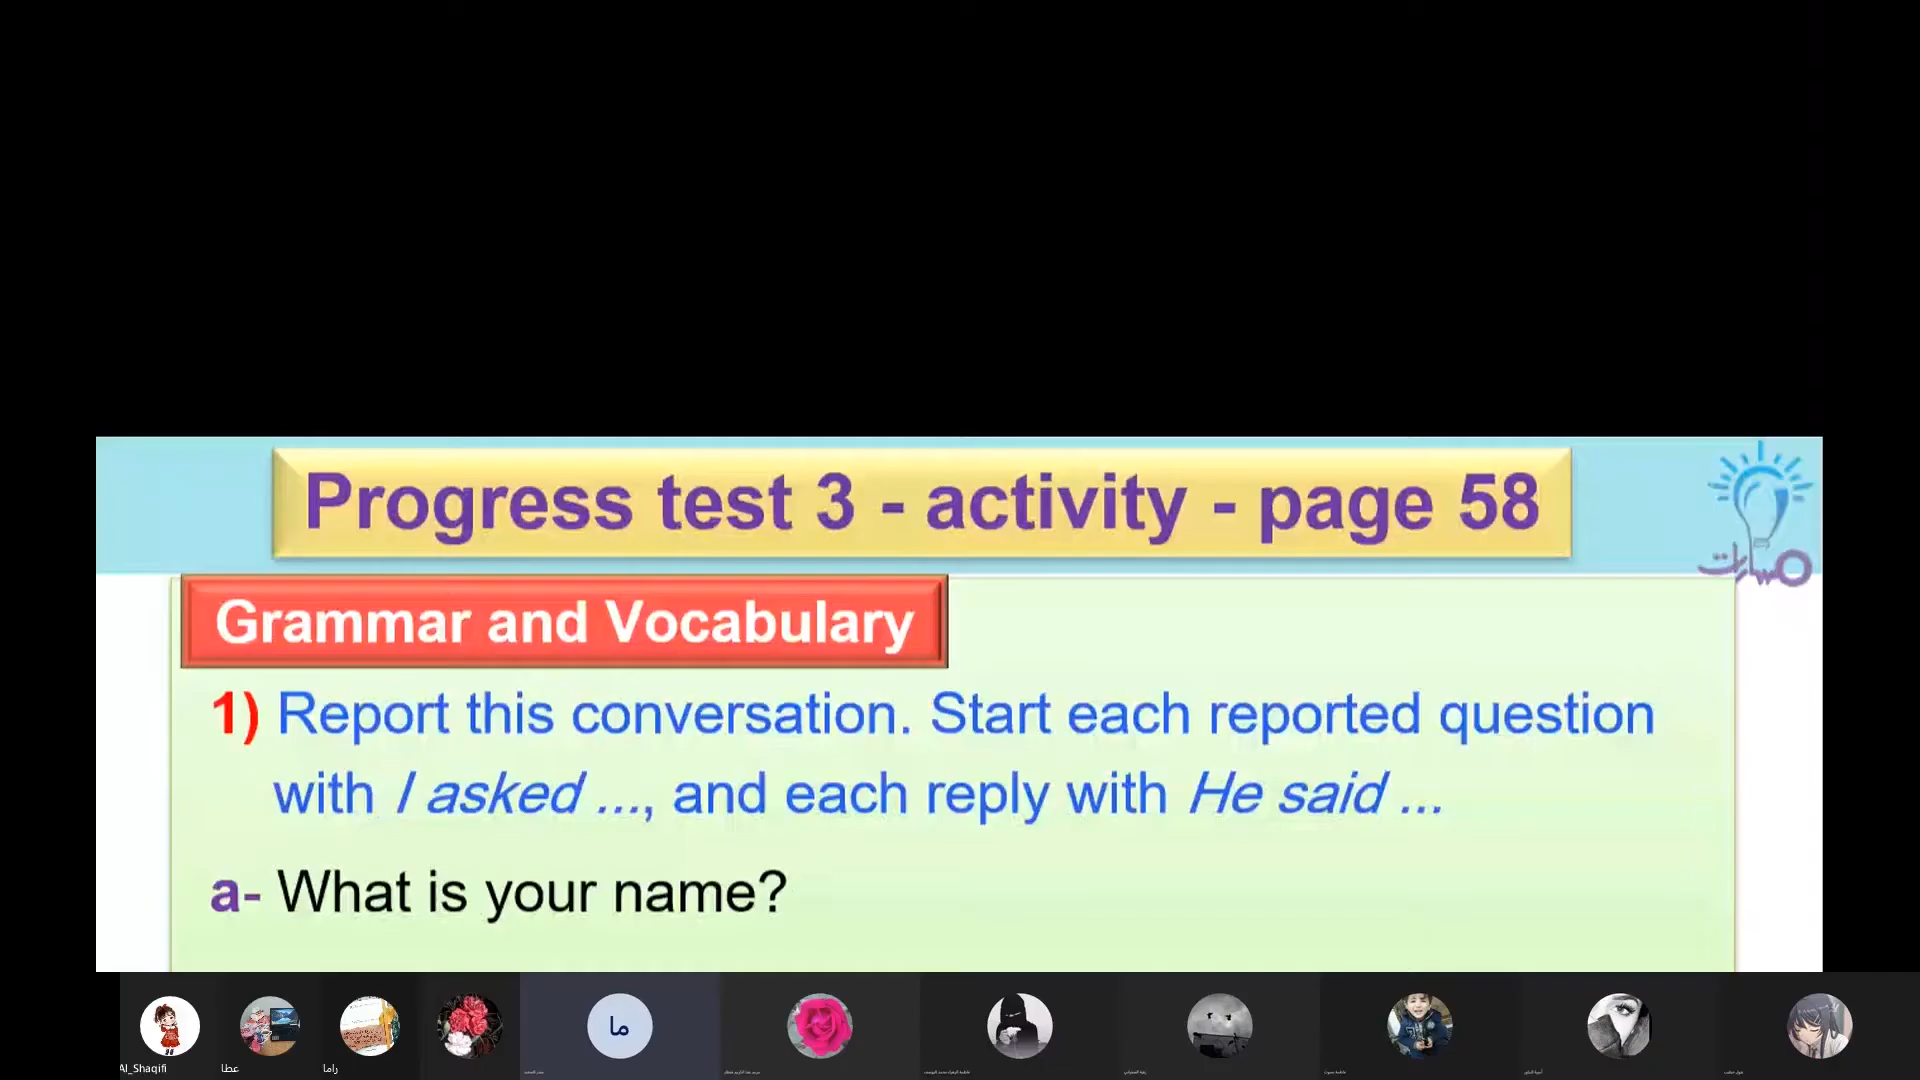 Progress test 3 - activity - page 58
مسارات
Grammar and Vocabulary
1) Report this conversation. Start each reported question
with I asked ..., and each reply with He said ...
a- What is your name?
ما
Al_Shaqifi
عطا
راما